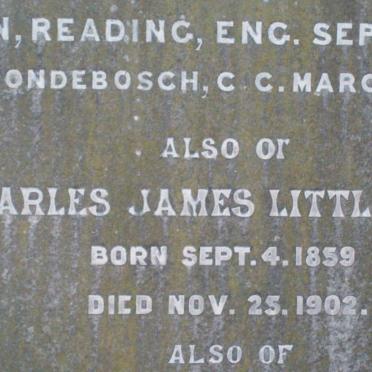 N, READING, ENG. SEP
ONDEBOSCH, C C. MARC
ALSO OF
ARLES JAMES LITTL
BORN SEPT. 4. 1859
DIED NOV. 25. 1902.
ALSO OF